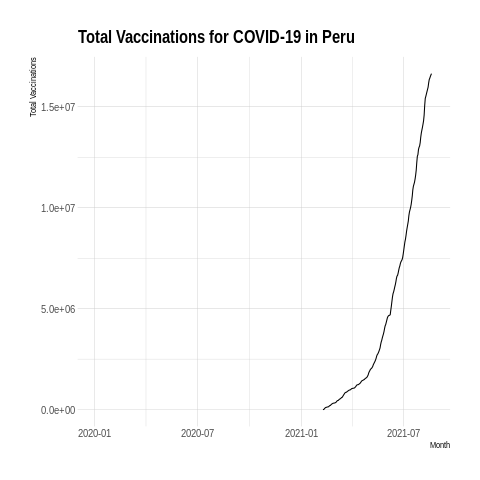 Total Vaccinations for COVID-19 in Peru
Total Vaccinations
1.5e+07
1.0e+07
5.0e+06
0.0e+00
2020-01 2020-07 2021-01 2021-07
Month